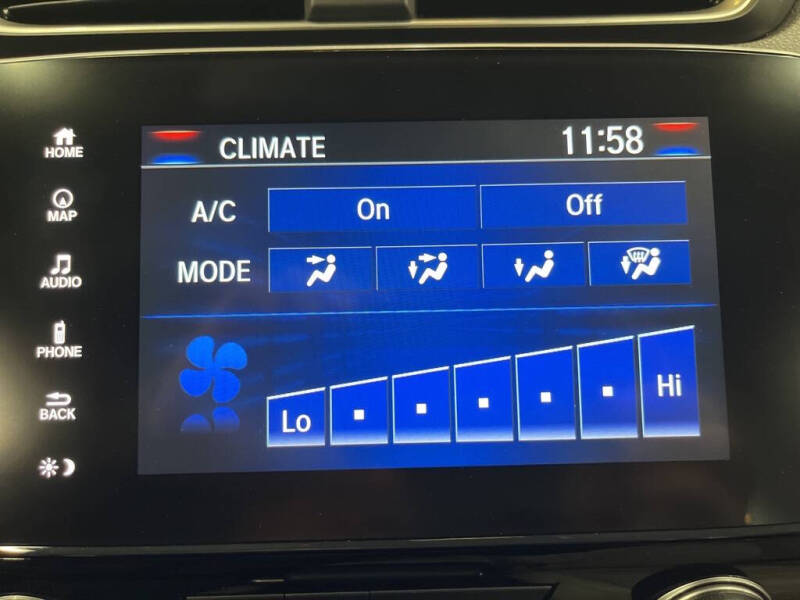 HOME
MAP
AUDIO
PHONE
BACK
CLIMATE 11:58
A/C On Off
MODE
Lo Hi